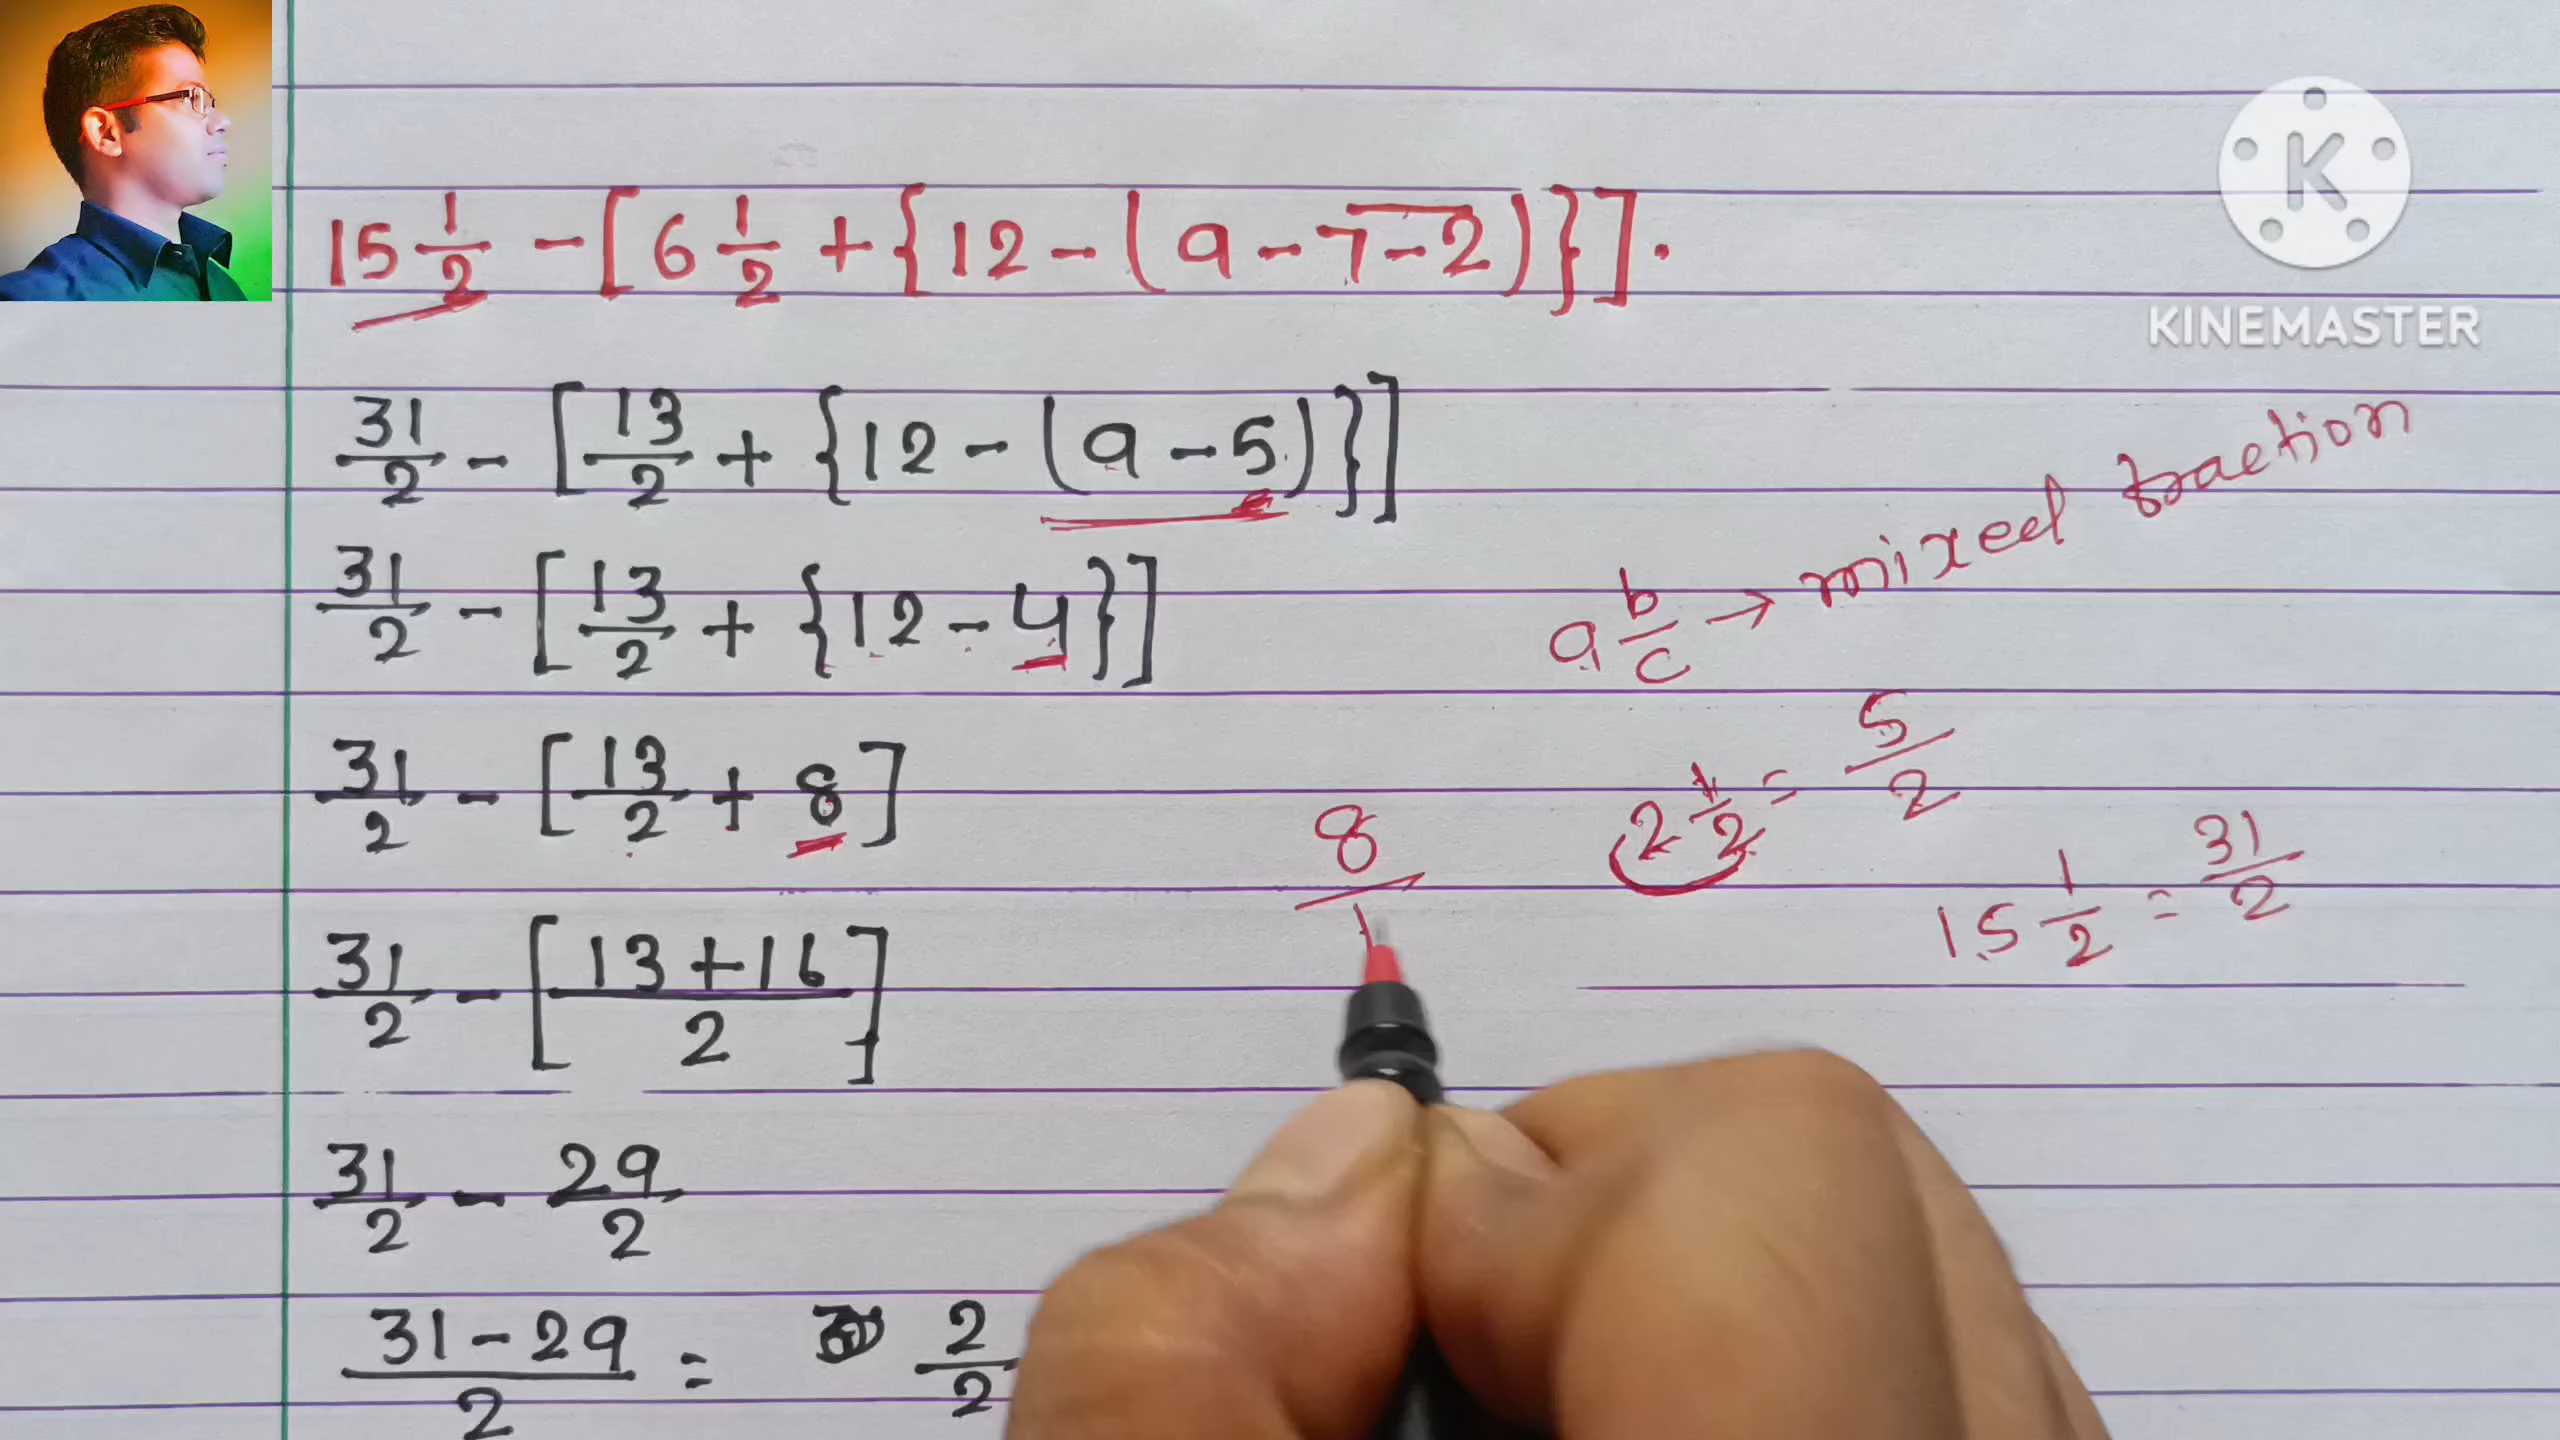 15 1/2 - [6 1/2 + {12 - (9 - 7̅ ̅-̅ ̅2̅)}].
KINEMASTER
31/2 - [13/2 + {12 - (9 - 5)}]
a b/c → mixed fraction
31/2 - [13/2 + {12 - 4}]
2 1/2 = 5/2
31/2 - [13/2 + 8]
8/1
15 1/2 = 31/2
31/2 - [13+16/2]
31/2 - 29/2
31-29/2 = 2/2